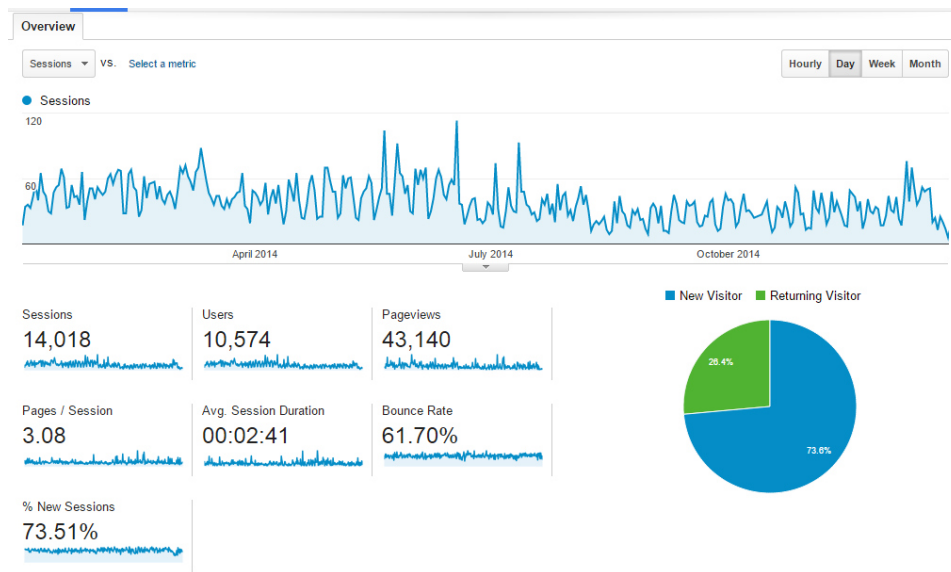 Overview
Sessions VS. Select a metric Hourly Day Week Month
Sessions
120
60
April 2014 July 2014 October 2014
New Visitor Returning Visitor
Sessions Users Pageviews
14,018 10,574 43,140
26.4%
Pages / Session Avg. Session Duration Bounce Rate
3.08 00:02:41 61.70%
73.6%
% New Sessions
73.51%